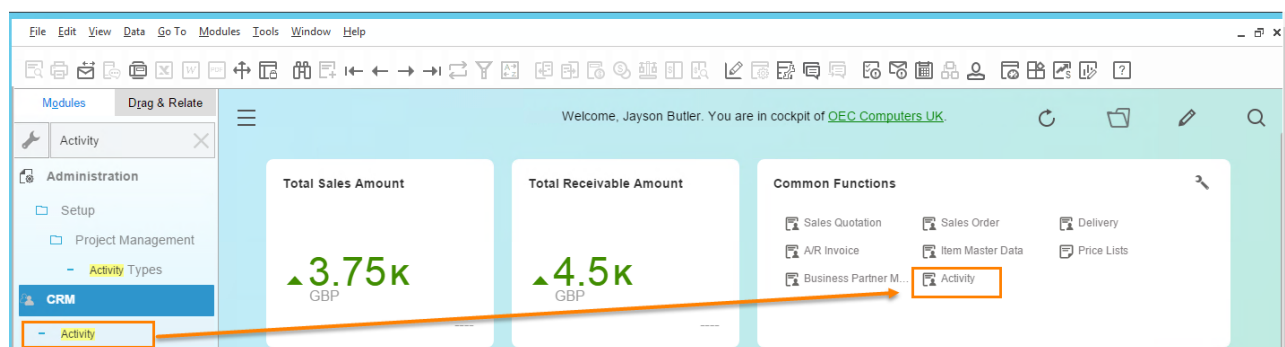 File Edit View Data Go To Modules Tools Window Help
Modules Drag & Relate
Activity
Administration
Setup
Project Management
Activity Types
CRM
Activity
Welcome, Jayson Butler. You are in cockpit of OEC Computers UK.
Total Sales Amount
3.75K
GBP
----
Total Receivable Amount
4.5K
GBP
----
Common Functions
Sales Quotation Sales Order Delivery
A/R Invoice Item Master Data Price Lists
Business Partner M... Activity